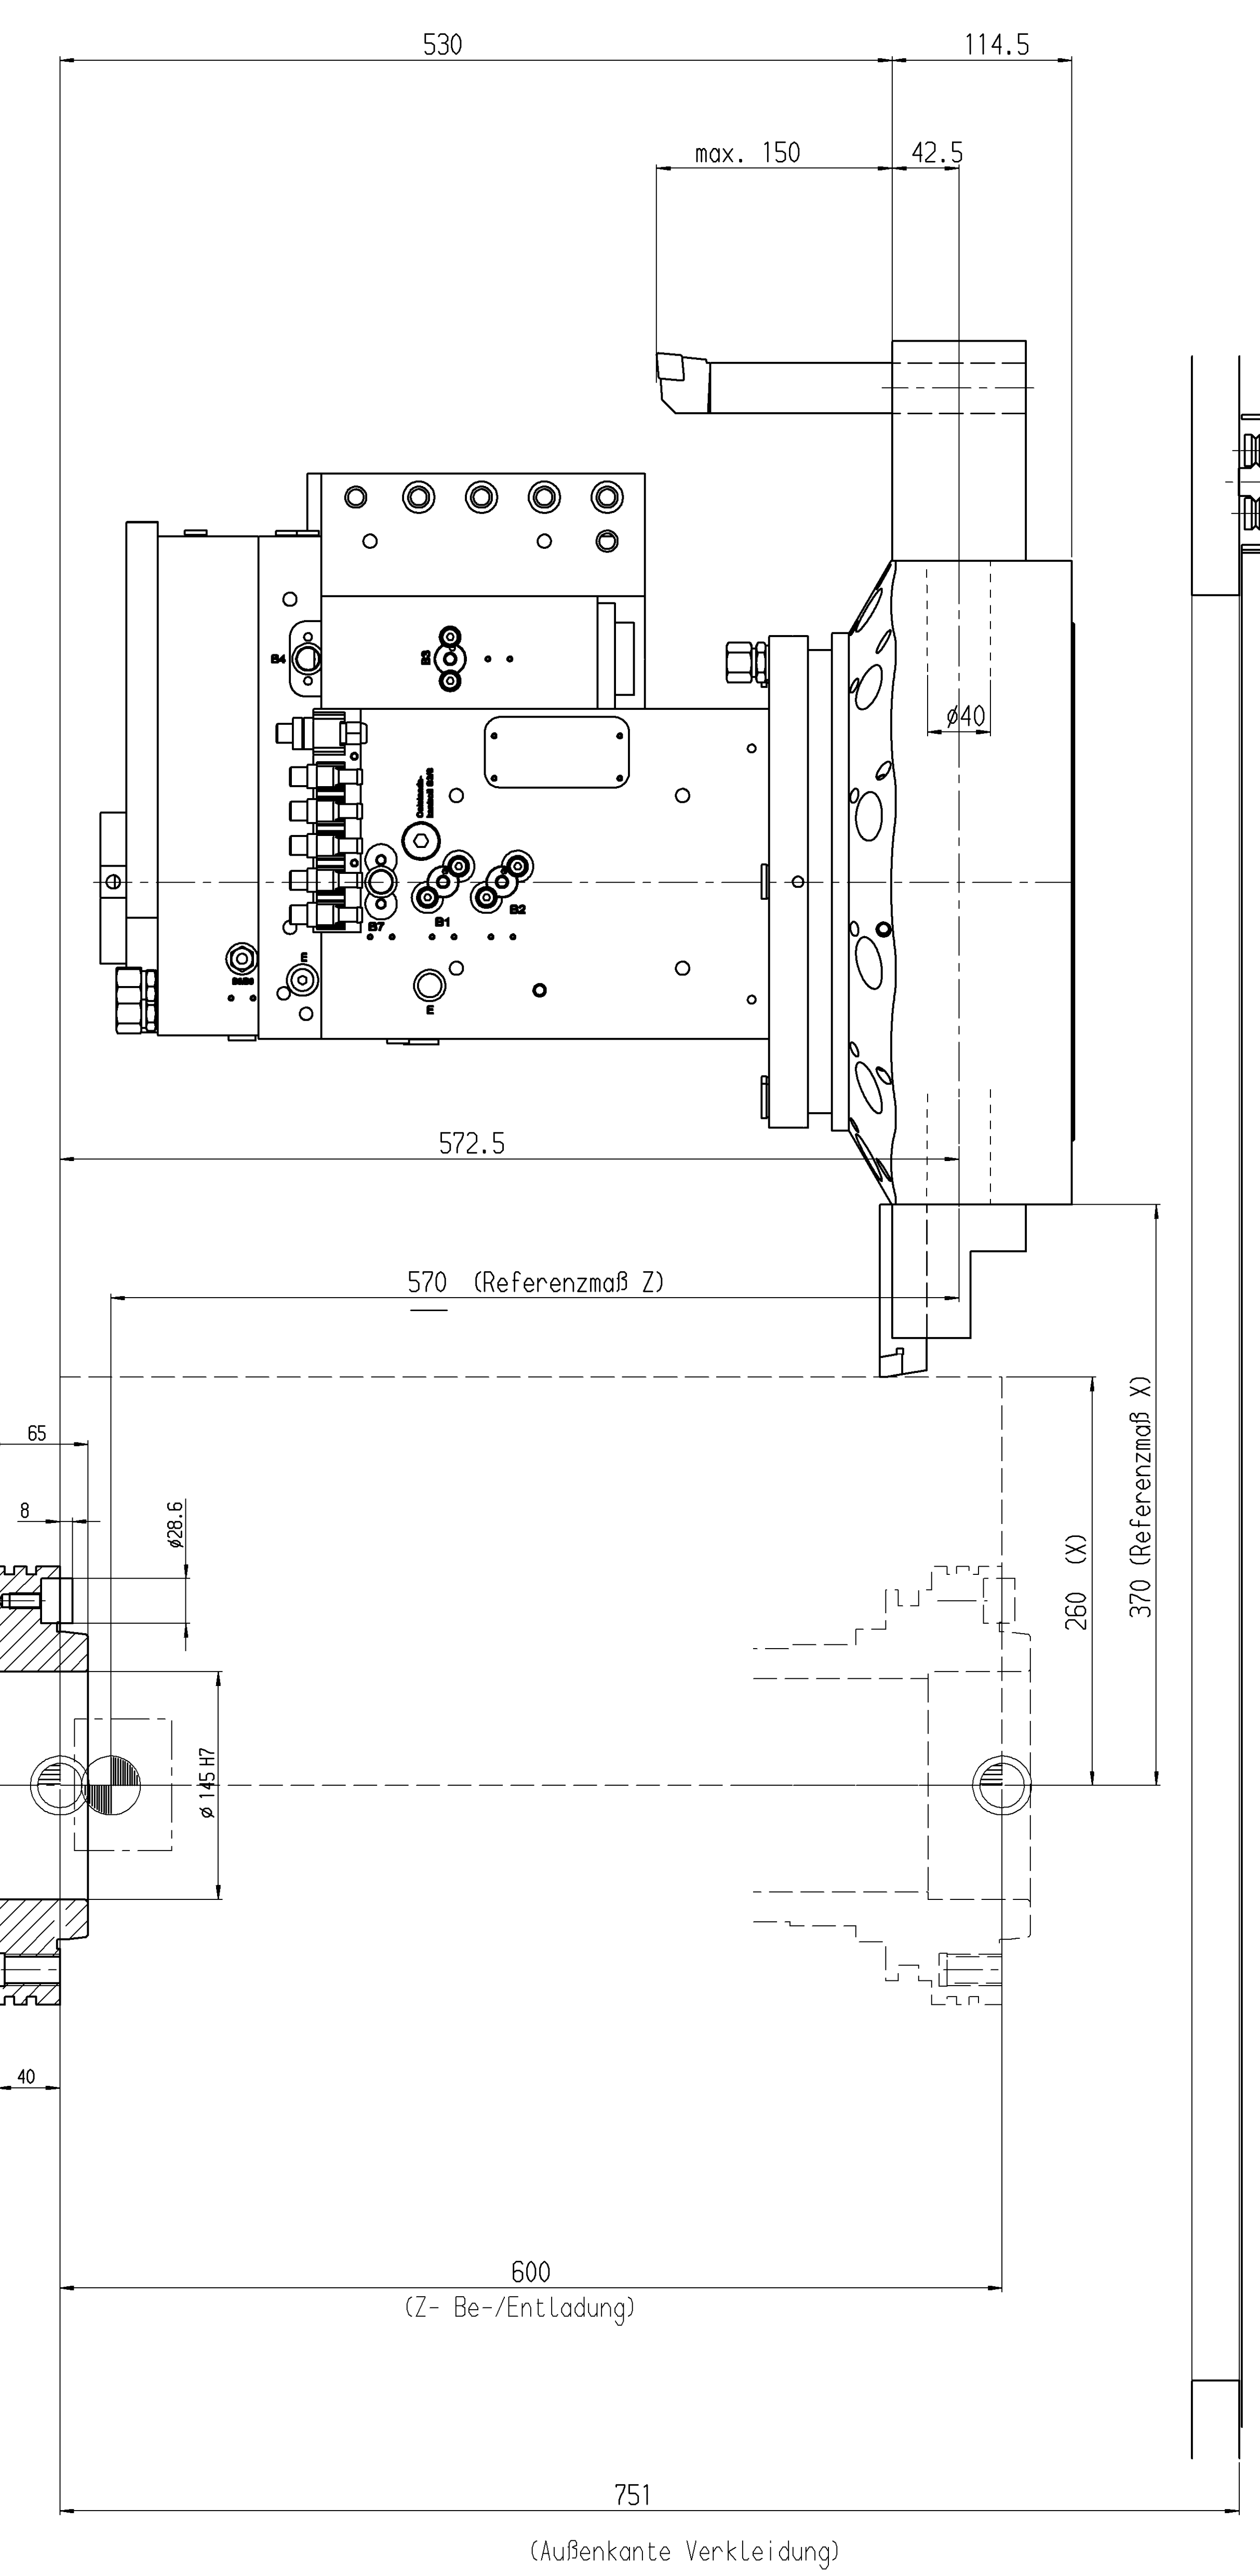 530
114.5
max. 150
42.5
B4
B3
ø40
B7
B1
B2
E
E
572.5
570 (Referenzmaß Z)
65
8
ø28.6
260 (X)
370 (Referenzmaß X)
ø 145 H7
40
600
(Z- Be-/Entladung)
751
(Außenkante Verkleidung)